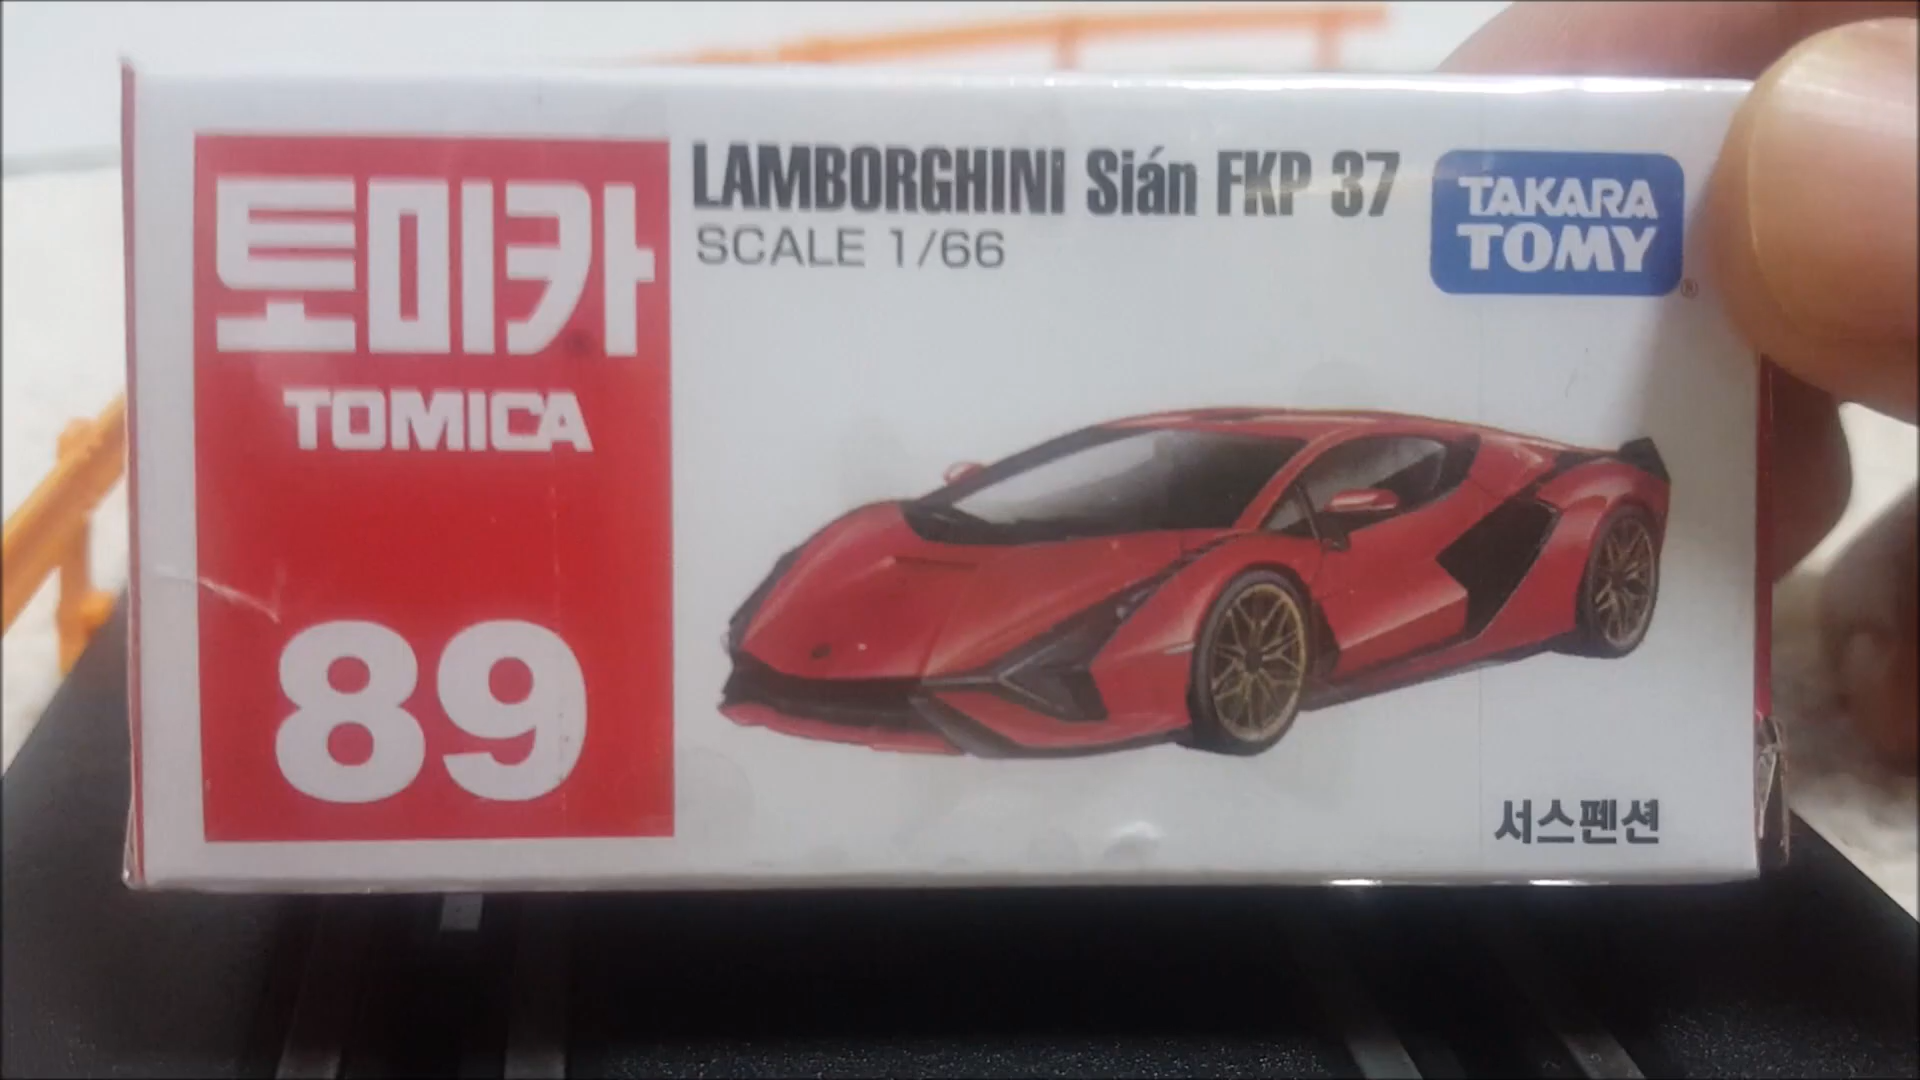 토미카
TOMICA
89
LAMBORGHINI Sián FKP 37
SCALE 1/66
TAKARA
TOMY
®
서스펜션